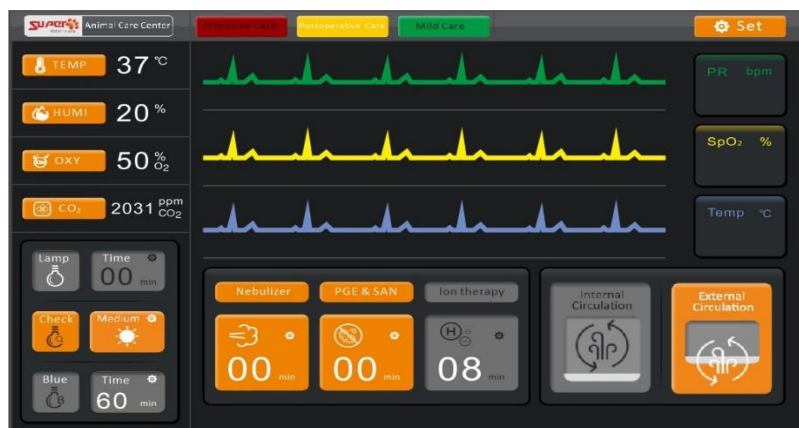 SUPER
Animal Care Center
Intensive Care
Postoperative Care
Mild Care
Set
TEMP 37 ℃
HUMI 20 %
OXY 50 % O₂
CO₂ 2031 ppm CO₂
PR bpm
SpO₂ %
Temp ℃
Lamp
Time
00 min
Check
Medium
Blue
B
Time
60 min
Nebulizer
00 min
PGE & SAN
00 min
Ion therapy
H
08 min
Internal
Circulation
External
Circulation